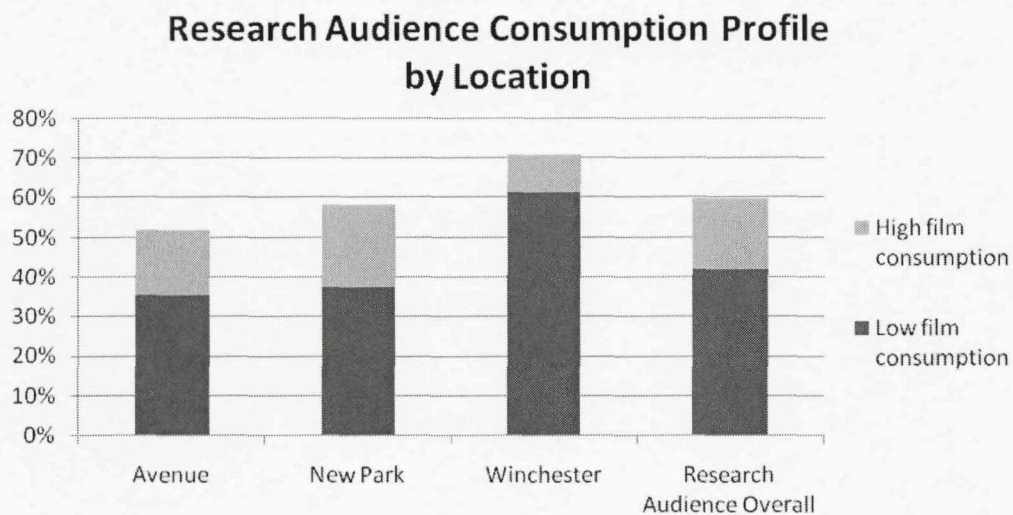 Research Audience Consumption Profile
by Location
80%
70%
60%
50%
40%
30%
20%
10%
0%
Avenue
New Park
Winchester
Research
Audience Overall
High film
consumption
Low film
consumption